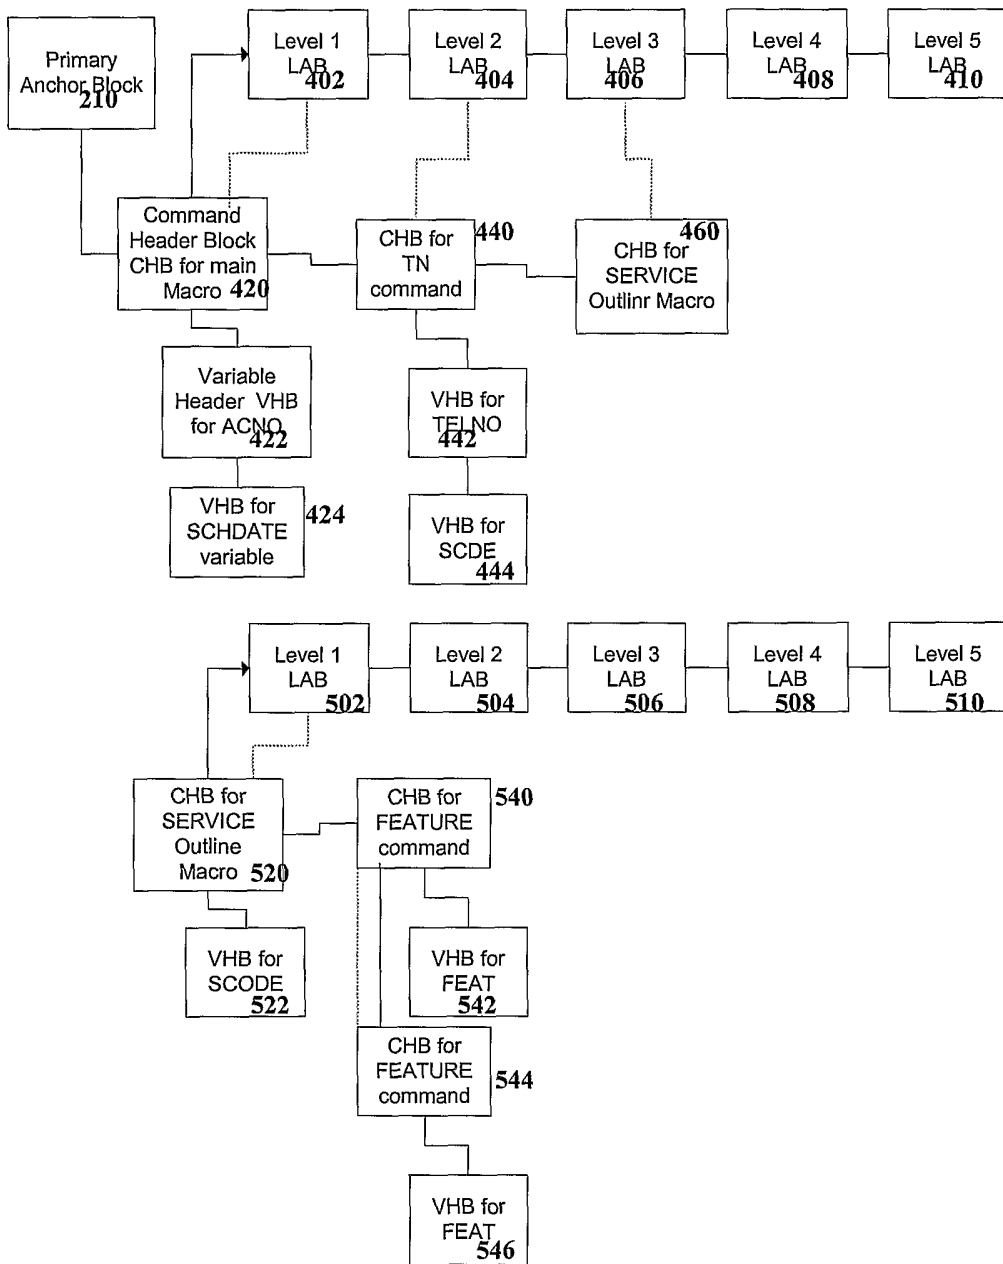 Primary
Anchor Block
210
Level 1
LAB
402
Level 2
LAB
404
Level 3
LAB
406
Level 4
LAB
408
Level 5
LAB
410
Command
Header Block
CHB for main
Macro 420
CHB for
TN
command
440
460
CHB for
SERVICE
Outlinr Macro
Variable
Header VHB
for ACNO
422
VHB for
TELNO
442
VHB for
SCHDATE
variable
424
VHB for
SCDE
444
Level 1
LAB
502
Level 2
LAB
504
Level 3
LAB
506
Level 4
LAB
508
Level 5
LAB
510
CHB for
SERVICE
Outline
Macro 520
CHB for
FEATURE
command
540
VHB for
SCODE
522
VHB for
FEAT
542
CHB for
FEATURE
command
544
VHB for
FEAT
546